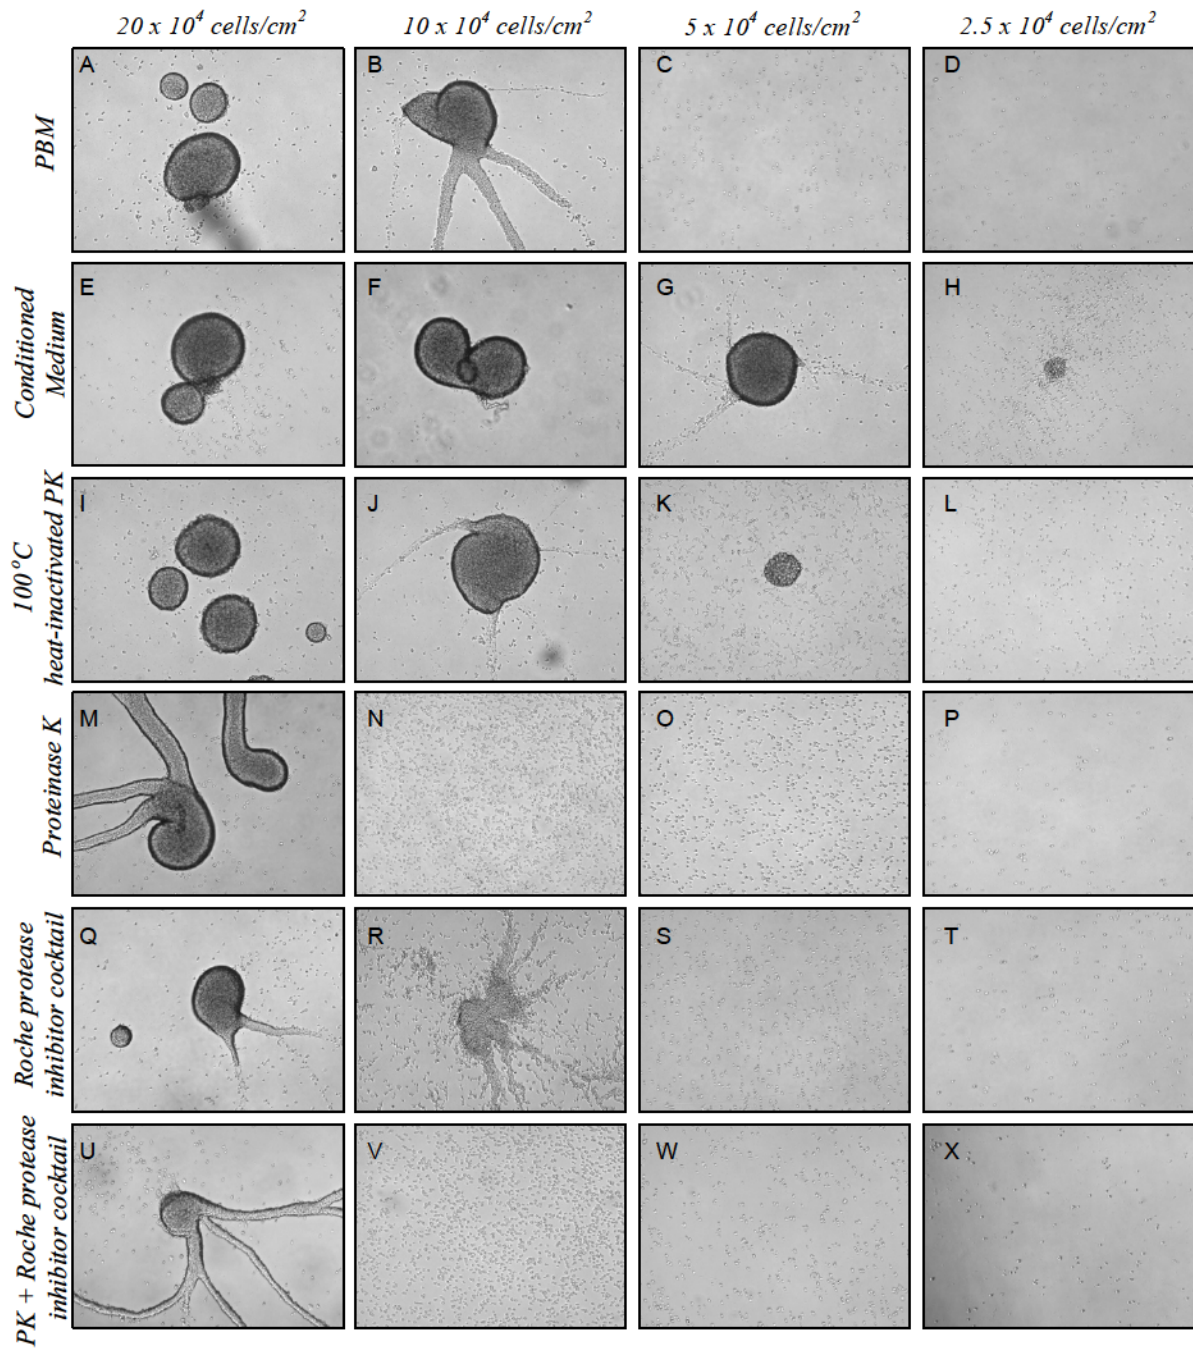 20 x 10⁴ cells/cm² 10 x 10⁴ cells/cm² 5 x 10⁴ cells/cm² 2.5 x 10⁴ cells/cm²
PBM
A B C D
Conditioned
Medium
E F G H
100°C
heat-inactivated PK
I J K L
Proteinase K
M N O P
Roche protease
inhibitor cocktail
Q R S T
PK + Roche protease
inhibitor cocktail
U V W X